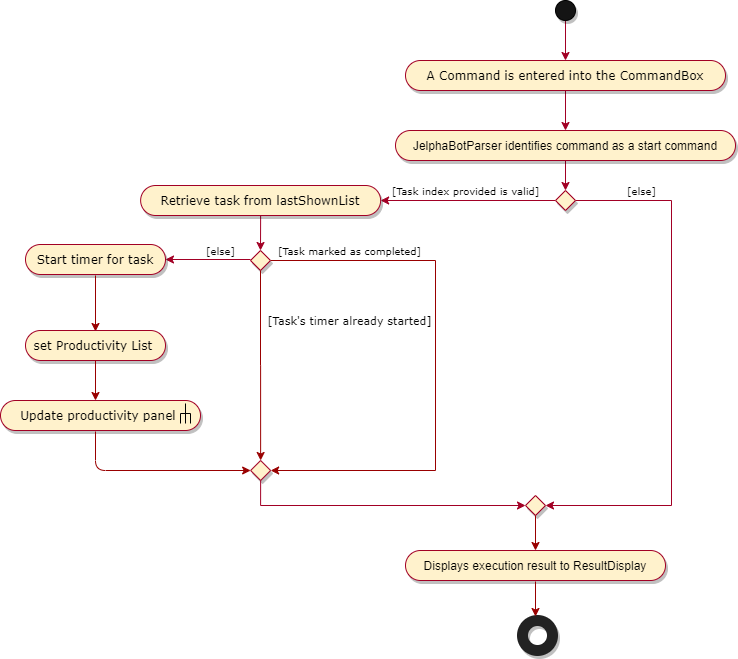 A Command is entered into the CommandBox
JelphaBotParser identifies command as a start command
[Task index provided is valid]
[else]
Retrieve task from lastShownList
[else]
[Task marked as completed]
Start timer for task
[Task's timer already started]
set Productivity List
Update productivity panel
Displays execution result to ResultDisplay